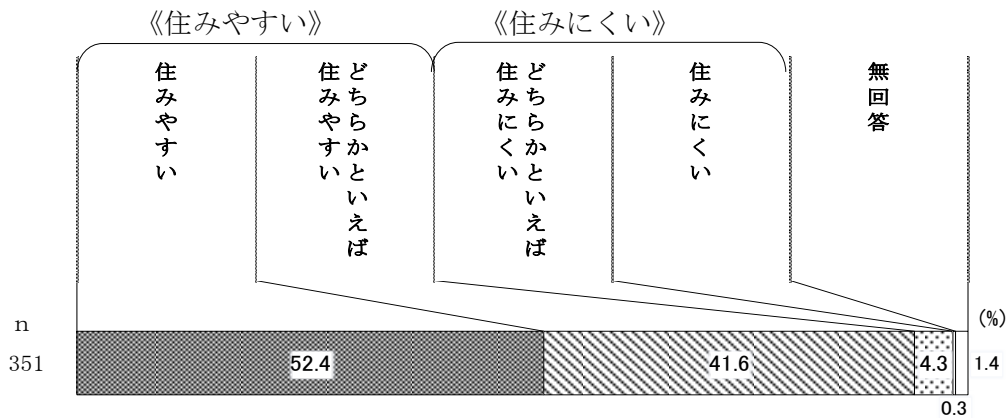 《住みやすい》
《住みにくい》
住みやすい
どちらかといえば
住みやすい
どちらかといえば
住みにくい
住みにくい
無回答
n
(%)
351
52.4
41.6
4.3
1.4
0.3